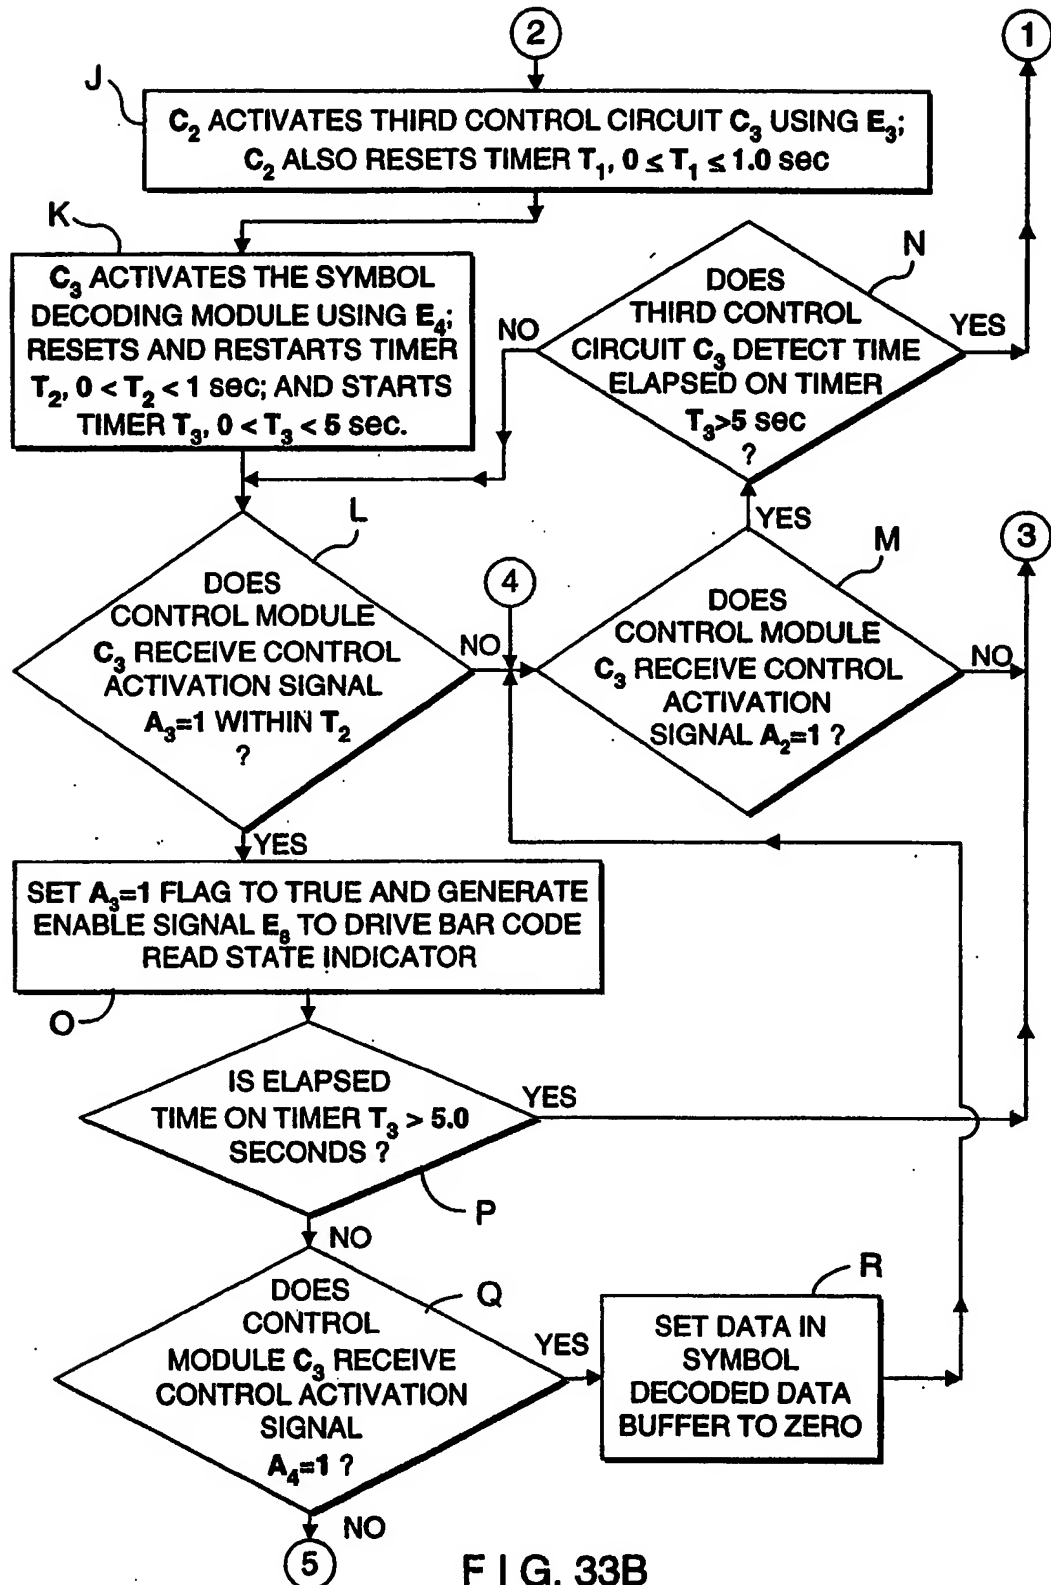 2
1
J
C₂ ACTIVATES THIRD CONTROL CIRCUIT C₃ USING E₃;
C₂ ALSO RESETS TIMER T₁, 0 ≤ T₁ ≤ 1.0 sec
K
C₃ ACTIVATES THE SYMBOL
DECODING MODULE USING E₄;
RESETS AND RESTARTS TIMER
T₂, 0 < T₂ < 1 sec; AND STARTS
TIMER T₃, 0 < T₃ < 5 sec.
N
DOES
THIRD CONTROL
CIRCUIT C₃ DETECT TIME
ELAPSED ON TIMER
T₃>5 sec
?
NO
YES
L
DOES
CONTROL MODULE
C₃ RECEIVE CONTROL
ACTIVATION SIGNAL
A₃=1 WITHIN T₂
?
NO
YES
4
YES
M
DOES
CONTROL MODULE
C₃ RECEIVE CONTROL
ACTIVATION
SIGNAL A₂=1 ?
NO
3
SET A₃=1 FLAG TO TRUE AND GENERATE
ENABLE SIGNAL E₈ TO DRIVE BAR CODE
READ STATE INDICATOR
O
IS ELAPSED
TIME ON TIMER T₃ > 5.0
SECONDS ?
YES
P
NO
DOES
CONTROL
MODULE C₃ RECEIVE
CONTROL ACTIVATION
SIGNAL
A₄=1 ?
Q
YES
R
SET DATA IN
SYMBOL
DECODED DATA
BUFFER TO ZERO
NO
5
FIG. 33B